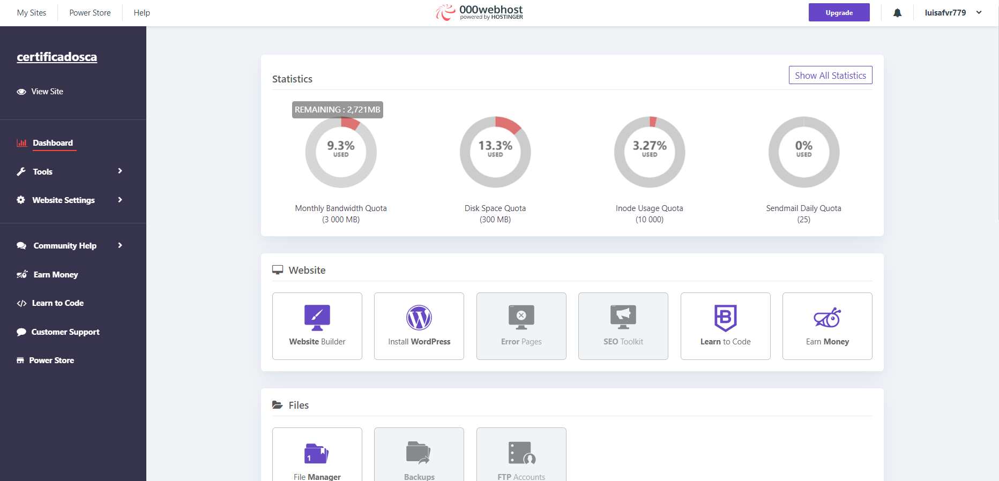 My Sites
Power Store
Help
000webhost
powered by HOSTINGER
Upgrade
luisafvr779
certificadosca
View Site
Dashboard
Tools
Website Settings
Community Help
Earn Money
Learn to Code
Customer Support
Power Store
Statistics
Show All Statistics
REMAINING : 2,721MB
9.3%
USED
Monthly Bandwidth Quota
(3 000 MB)
13.3%
USED
Disk Space Quota
(300 MB)
3.27%
USED
Inode Usage Quota
(10 000)
0%
USED
Sendmail Daily Quota
(25)
Website
Website Builder
Install WordPress
Error Pages
SEO Toolkit
B
Learn to Code
Earn Money
Files
1
File Manager
Backups
FTP Accounts